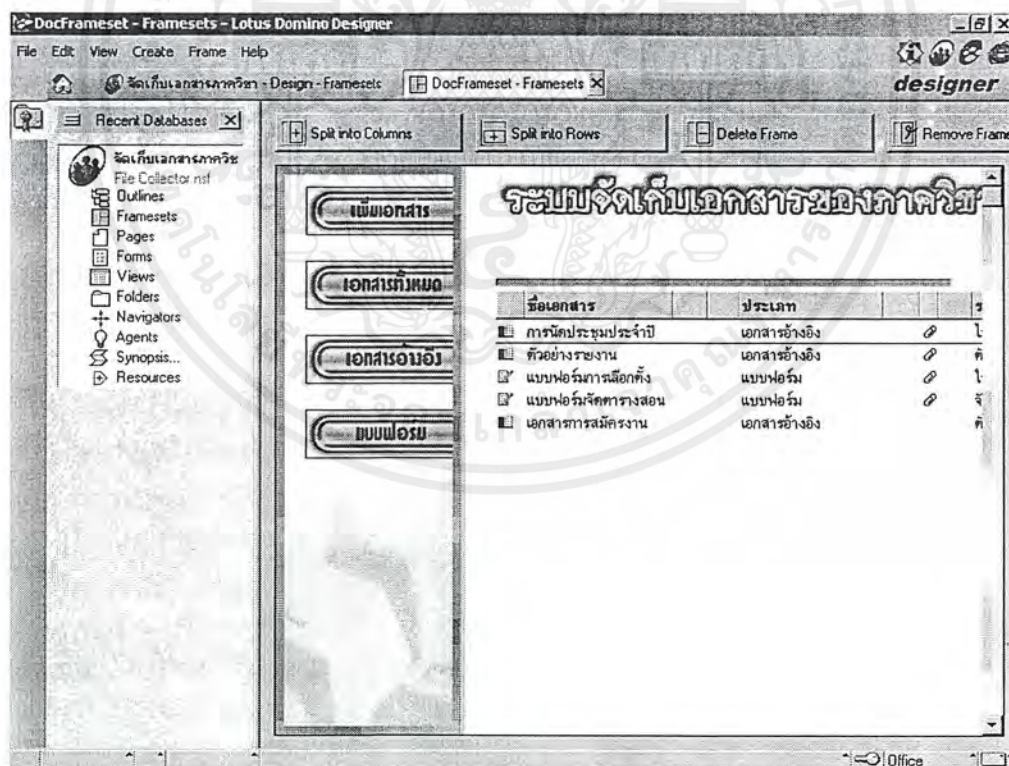 DocFrameset - Framesets - Lotus Domino Designer
File Edit View Create Frame Help
จัดเก็บเอกสารภาควิชา - Design - Framesets
DocFrameset - Framesets
designer
Recent Databases
Split into Columns
Split into Rows
Delete Frame
Remove Frame
จัดเก็บเอกสารภาควิช
File Collector.nsf
Outlines
Framesets
Pages
Forms
Views
Folders
Navigators
Agents
Synopsis...
Resources
เพิ่มเอกสาร
เอกสารทั้งหมด
เอกสารอ้างอิง
แบบฟอร์ม
ระบบจัดเก็บเอกสารของภาควิช
ชื่อเอกสาร ประเภท
การนัดประชุมประจำปี เอกสารอ้างอิง
ตัวอย่างรายงาน เอกสารอ้างอิง
แบบฟอร์มการเลือกตั้ง แบบฟอร์ม
แบบฟอร์มจัดตารางสอน แบบฟอร์ม
เอกสารการสมัครงาน เอกสารอ้างอิง
Office